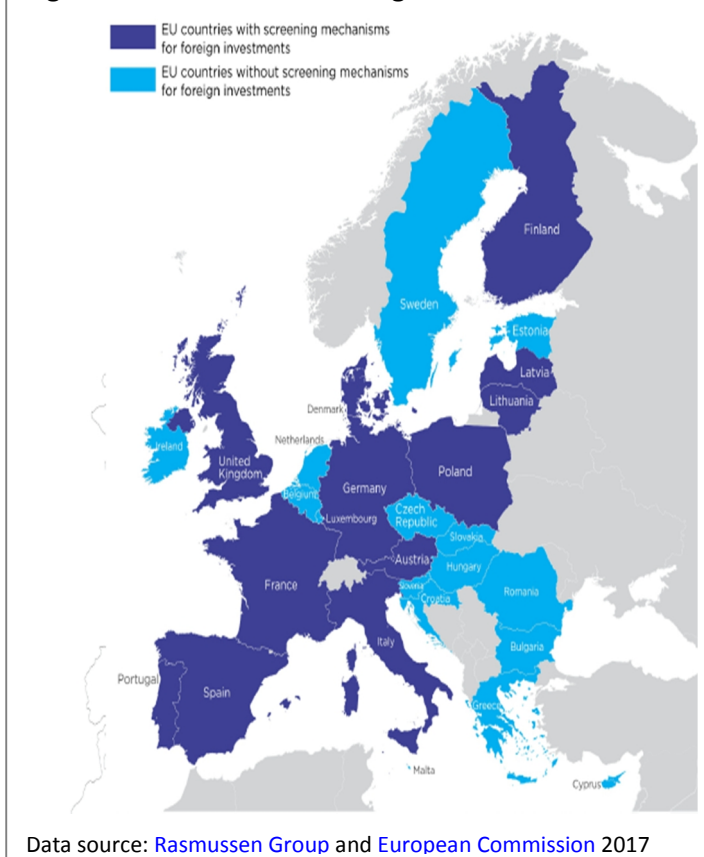 EU countries with screening mechanisms
for foreign investments
EU countries without screening mechanisms
for foreign investments
Finland
Sweden
Estonia
Latvia
Lithuania
Denmark
Ireland
United
Kingdom
Netherlands
Belgium
Germany
Poland
Luxembourg
Czech
Republic
Slovakia
Austria
Hungary
France
Slovenia
Croatia
Romania
Italy
Bulgaria
Portugal
Spain
Greece
Malta
Cyprus
Data source: Rasmussen Group and European Commission 2017